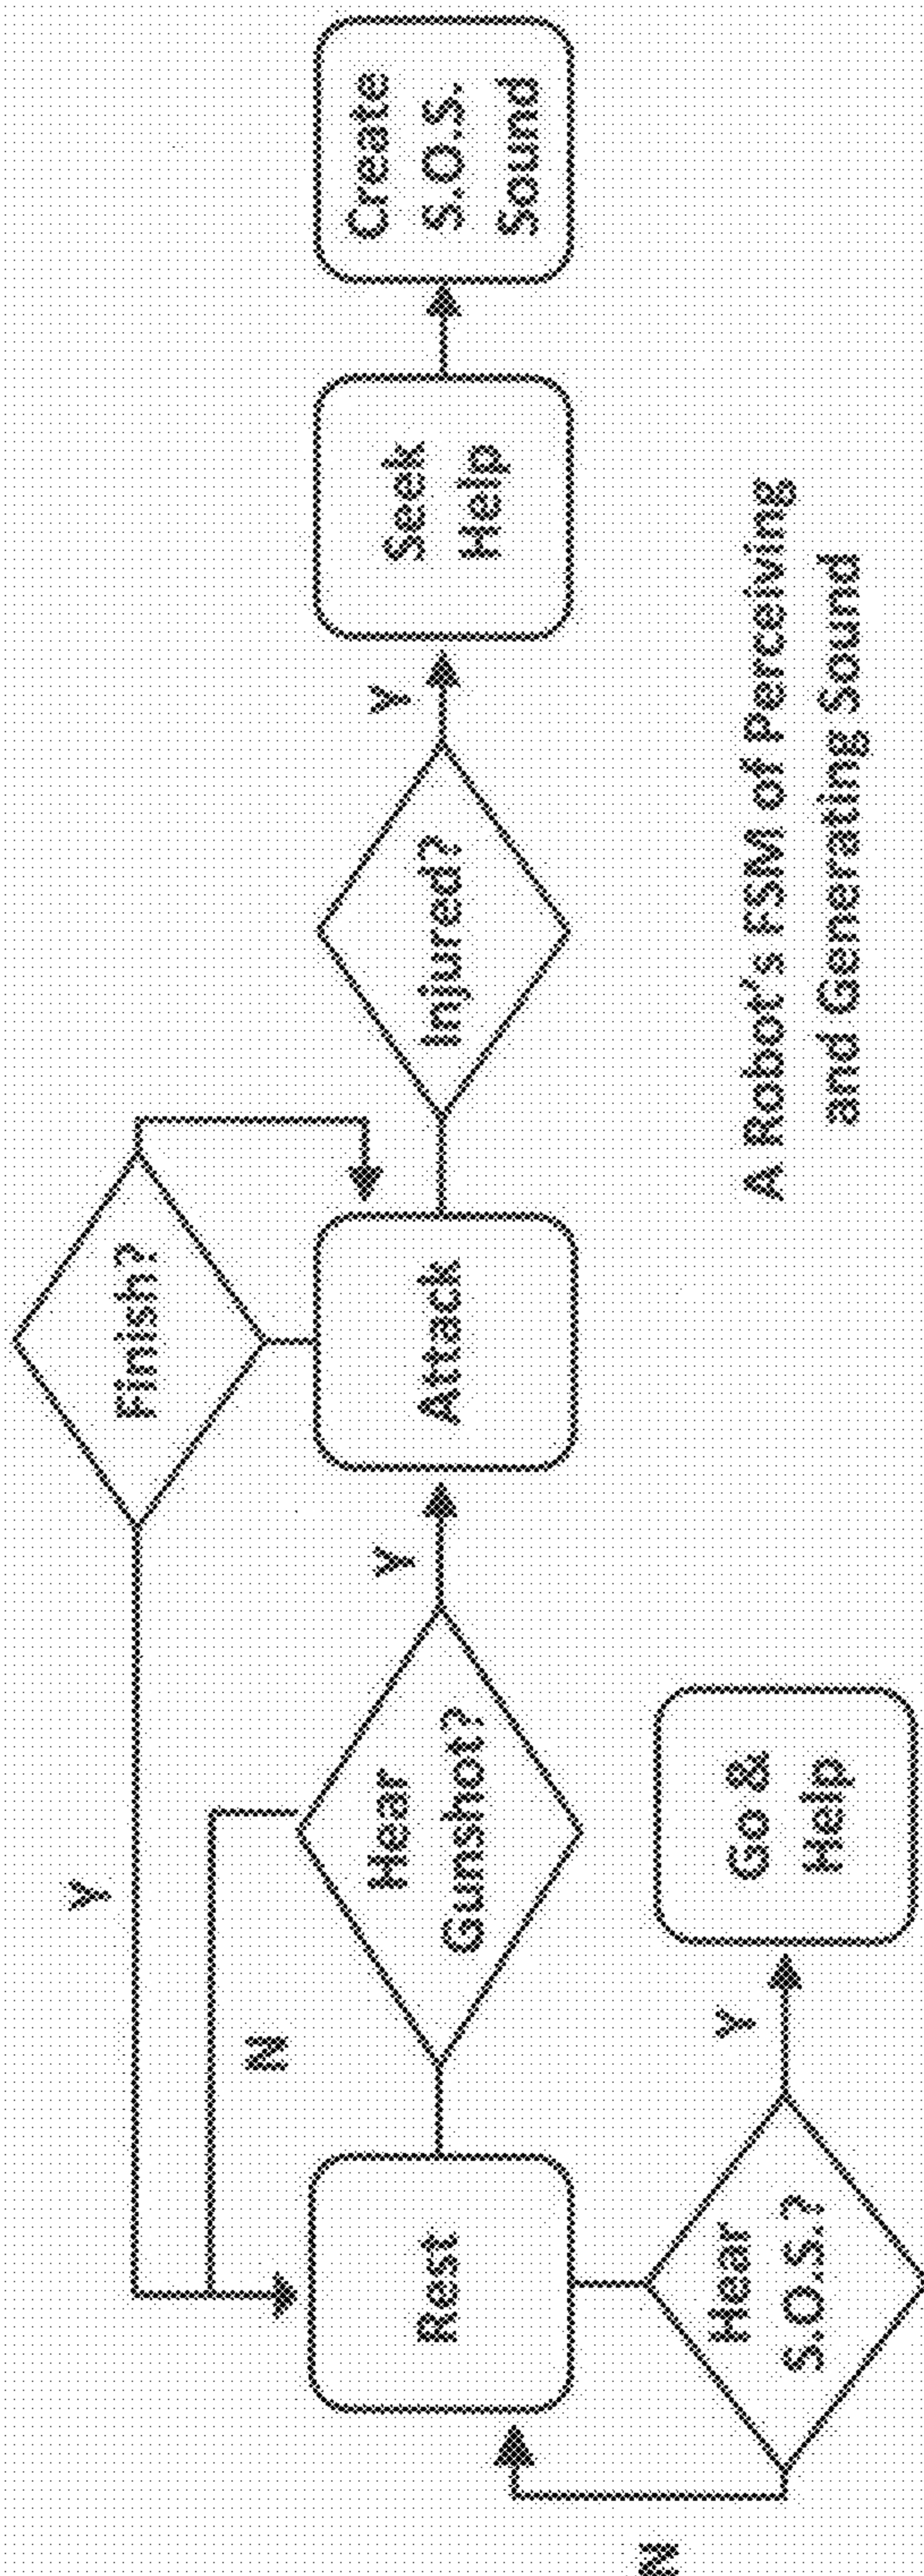 Y
Finish?
N
Rest
Hear
Gunshot?
Y
Attack
Injured?
Y
Seek
Help
Create
S.O.S.
Sound
N
Hear
S.O.S.?
Y
Go &
Help
A Robot's FSM of Perceiving
and Generating Sound